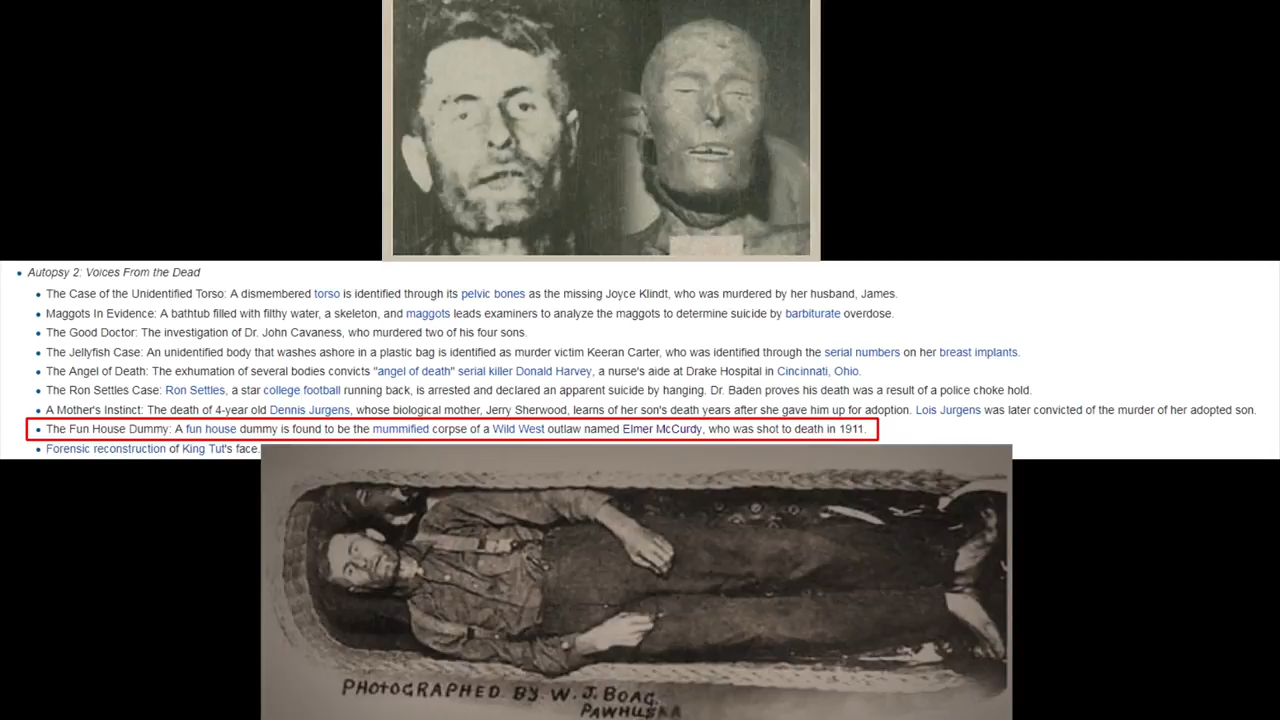 Autopsy 2: Voices From the Dead
The Case of the Unidentified Torso: A dismembered torso is identified through its pelvic bones as the missing Joyce Klindt, who was murdered by her husband, James.
Maggots In Evidence: A bathtub filled with filthy water, a skeleton, and maggots leads examiners to analyze the maggots to determine suicide by barbiturate overdose.
The Good Doctor: The investigation of Dr. John Cavaness, who murdered two of his four sons.
The Jellyfish Case: An unidentified body that washes ashore in a plastic bag is identified as murder victim Keeran Carter, who was identified through the serial numbers on her breast implants.
The Angel of Death: The exhumation of several bodies convicts "angel of death" serial killer Donald Harvey, a nurse's aide at Drake Hospital in Cincinnati, Ohio.
The Ron Settles Case: Ron Settles, a star college football running back, is arrested and declared an apparent suicide by hanging. Dr. Baden proves his death was a result of a police choke hold.
A Mother's Instinct: The death of 4-year old Dennis Jurgens, whose biological mother, Jerry Sherwood, learns of her son's death years after she gave him up for adoption. Lois Jurgens was later convicted of the murder of her adopted son.
The Fun House Dummy: A fun house dummy is found to be the mummified corpse of a Wild West outlaw named Elmer McCurdy, who was shot to death in 1911.
Forensic reconstruction of King Tut's face.
PHOTOGRAPHED BY W. J. BOAG.
PAWHUSKA